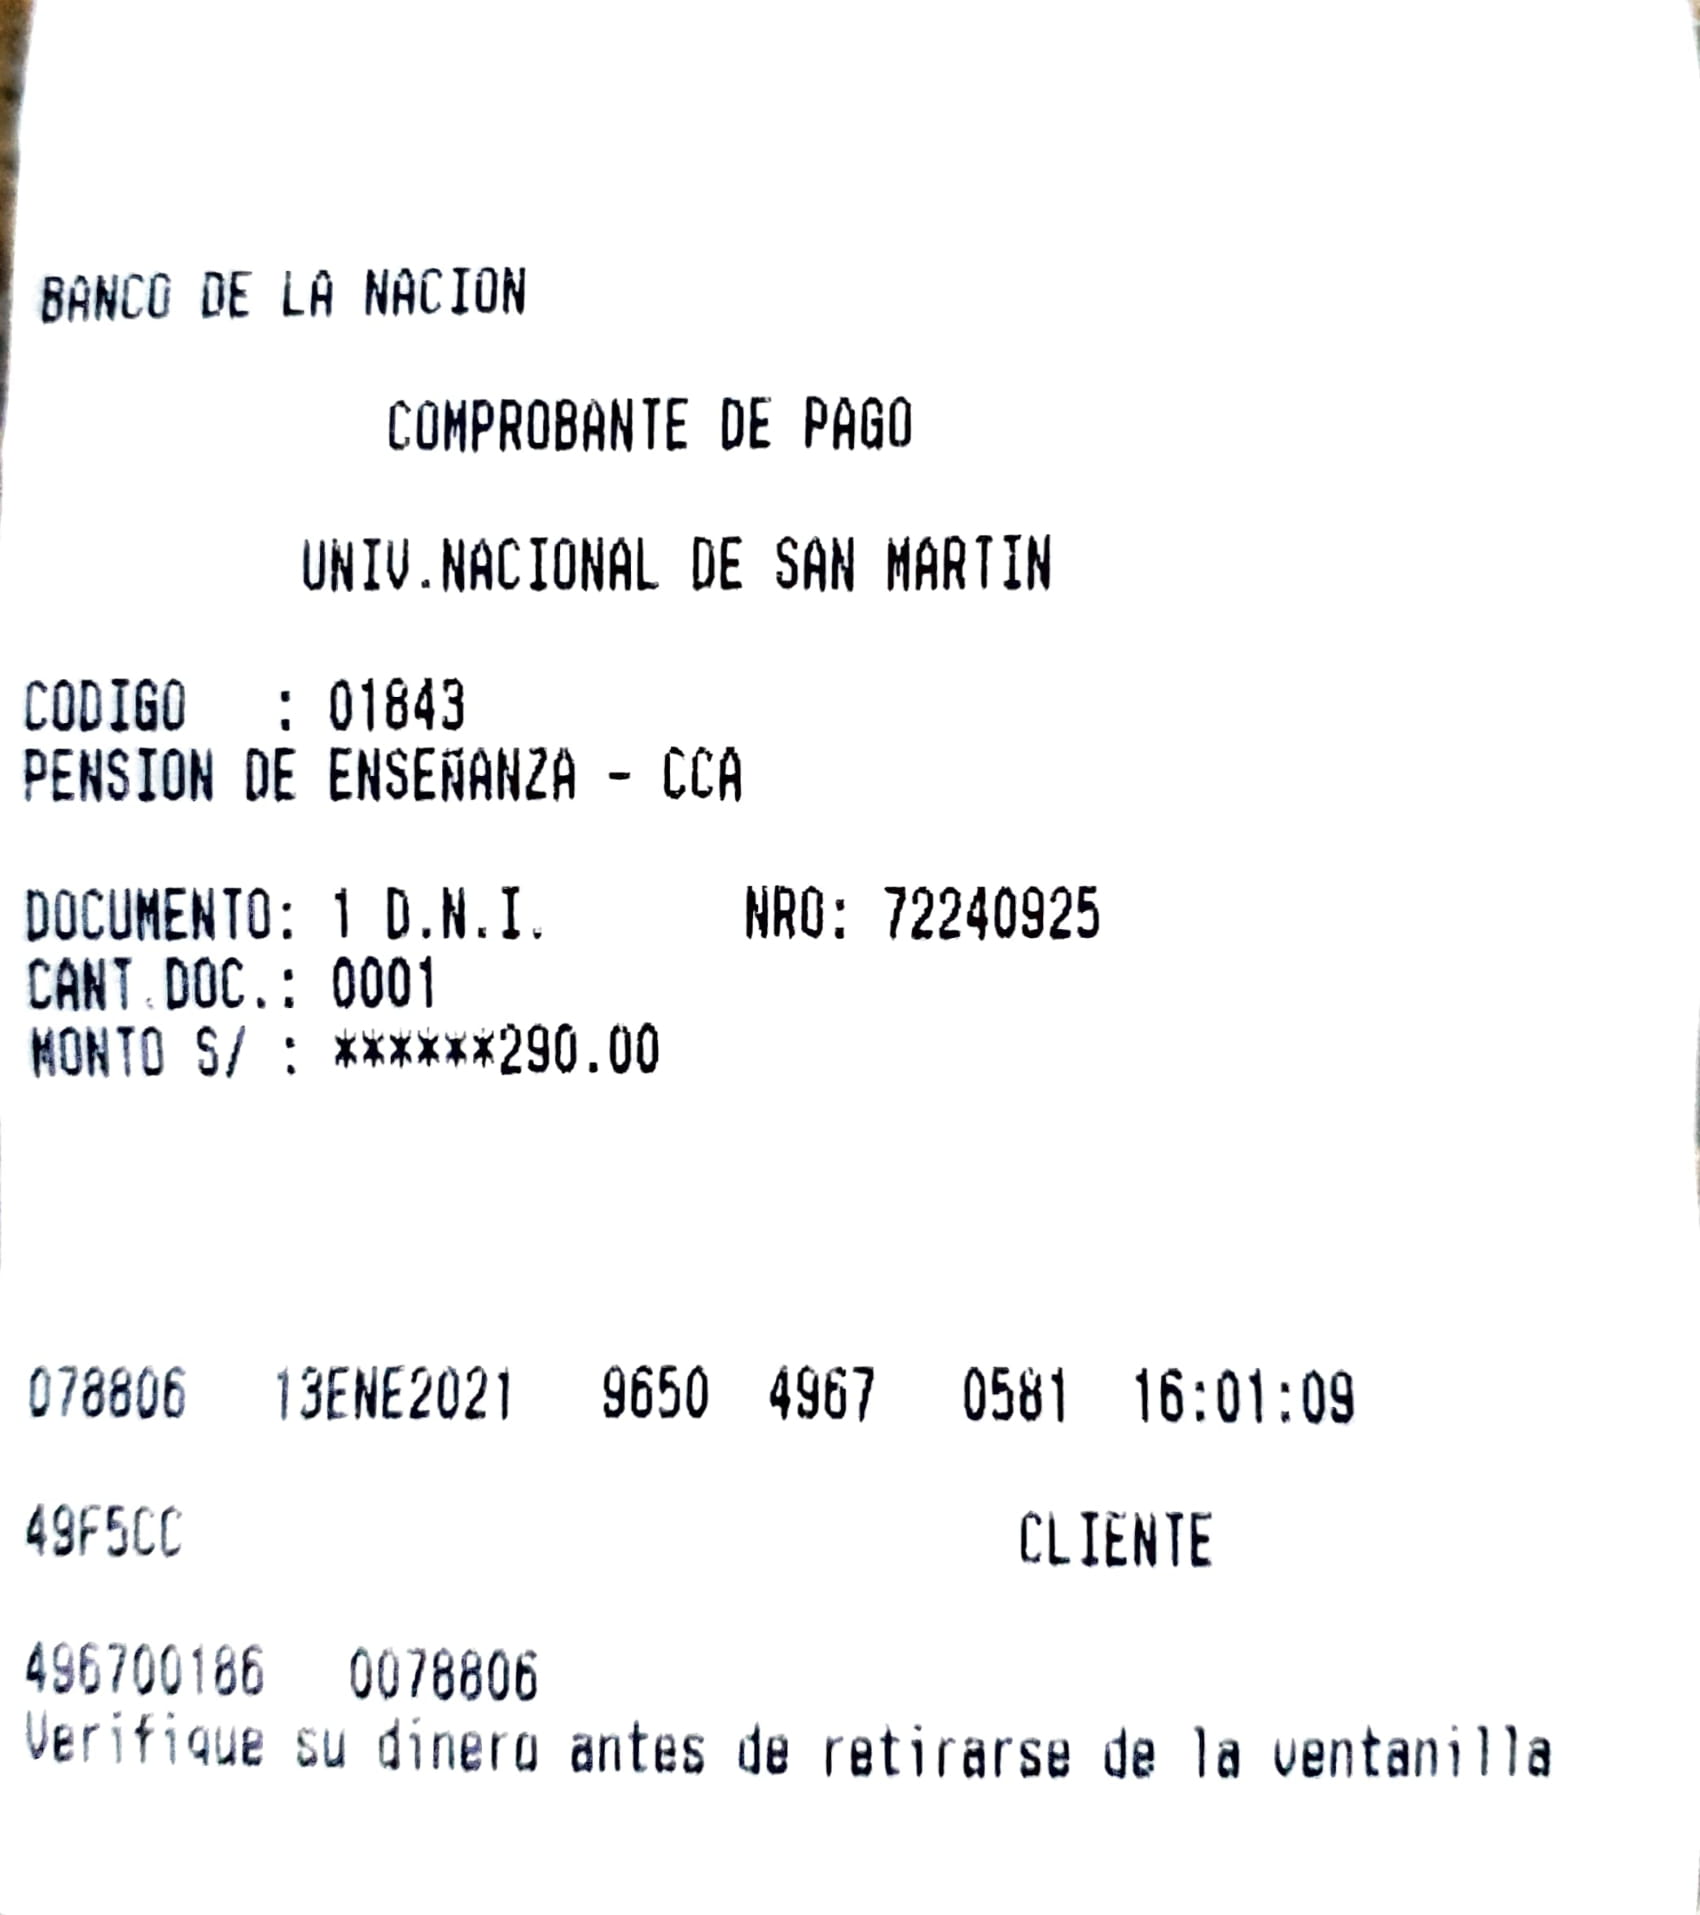 BANCO DE LA NACION
COMPROBANTE DE PAGO
UNIV.NACIONAL DE SAN MARTIN
CODIGO : 01843
PENSION DE ENSEÑANZA - CCA
DOCUMENTO: 1 D.N.I. NRO: 72240925
CANT.DOC.: 0001
MONTO S/ : ******290.00
078806 13ENE2021 9650 4967 0581 16:01:09
49F5CC CLIENTE
496700186 0078806
Verifique su dinero antes de retirarse de la ventanilla